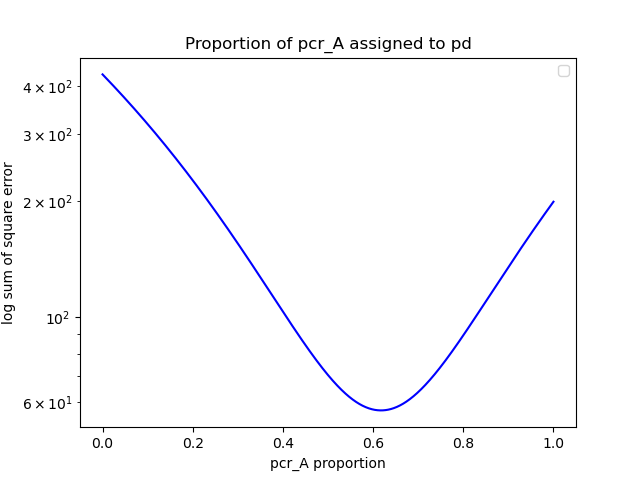 Proportion of pcr_A assigned to pd
4 × 10²
3 × 10²
2 × 10²
10²
6 × 10¹
log sum of square error
0.0 0.2 0.4 0.6 0.8 1.0
pcr_A proportion